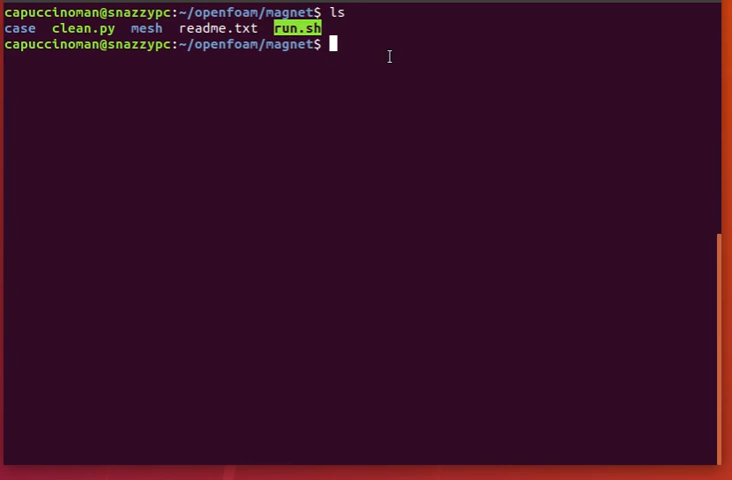 capuccinoman@snazzypc:~/openfoam/magnet$ ls
case  clean.py  mesh  readme.txt  run.sh
capuccinoman@snazzypc:~/openfoam/magnet$